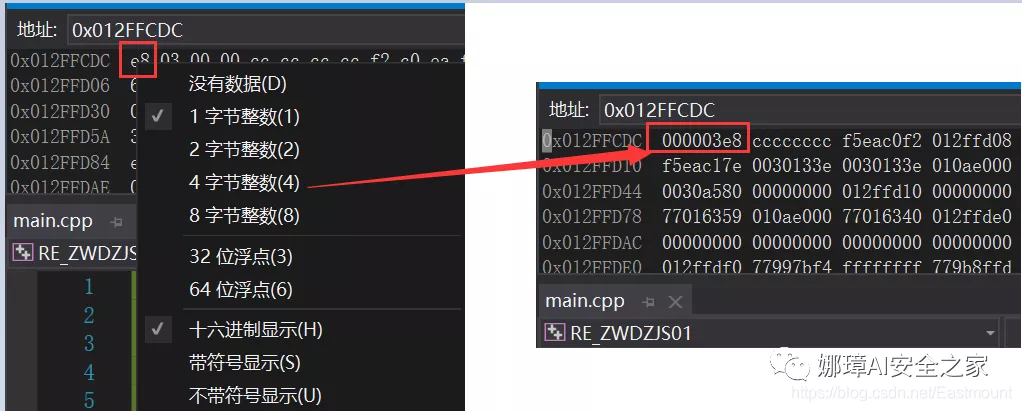 地址: 0x012FFCDC
0x012FFCDC e8 03 00 00 cc cc cc cc f2 c0 ea
0x012FFD06 6
0x012FFD30 0
0x012FFD5A 3
0x012FFD84 e
0x012FFDAE 0
没有数据(D)
1 字节整数(1)
2 字节整数(2)
4 字节整数(4)
8 字节整数(8)
32 位浮点(3)
64 位浮点(6)
十六进制显示(H)
带符号显示(S)
不带符号显示(U)
main.cpp
RE_ZWDZJS
1
2
3
4
5
地址: 0x012FFCDC
0x012FFCDC 000003e8 cccccccc f5eac0f2 012ffd08
0x012FFD10 f5eac17e 0030133e 0030133e 010ae000
0x012FFD44 0030a580 00000000 012ffd10 00000000
0x012FFD78 77016359 010ae000 77016340 012ffde0
0x012FFDAC 00000000 00000000 00000000 00000000
0x012FFDE0 012ffdf0 77997bf4 ffffffff 779b8ffd
main.cpp
RE_ZWDZJS01
娜璋AI安全之家
https://blog.csdn.net/Eastmount